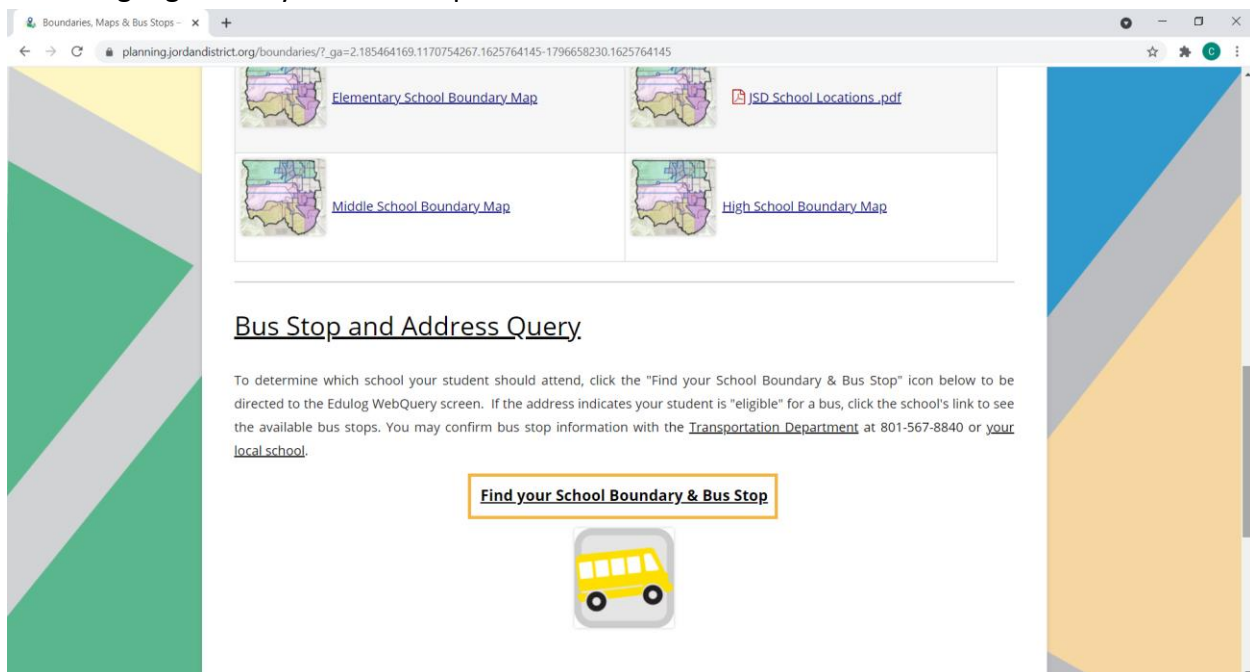 Boundaries, Maps & Bus Stops –
planning.jordandistrict.org/boundaries/?_ga=2.185464169.1170754267.1625764145-1796658230.1625764145
C
Elementary School Boundary Map
JSD School Locations .pdf
Middle School Boundary Map
High School Boundary Map
Bus Stop and Address Query
To determine which school your student should attend, click the "Find your School Boundary & Bus Stop" icon below to be
directed to the Edulog WebQuery screen. If the address indicates your student is "eligible" for a bus, click the school's link to see
the available bus stops. You may confirm bus stop information with the Transportation Department at 801-567-8840 or your
local school.
Find your School Boundary & Bus Stop